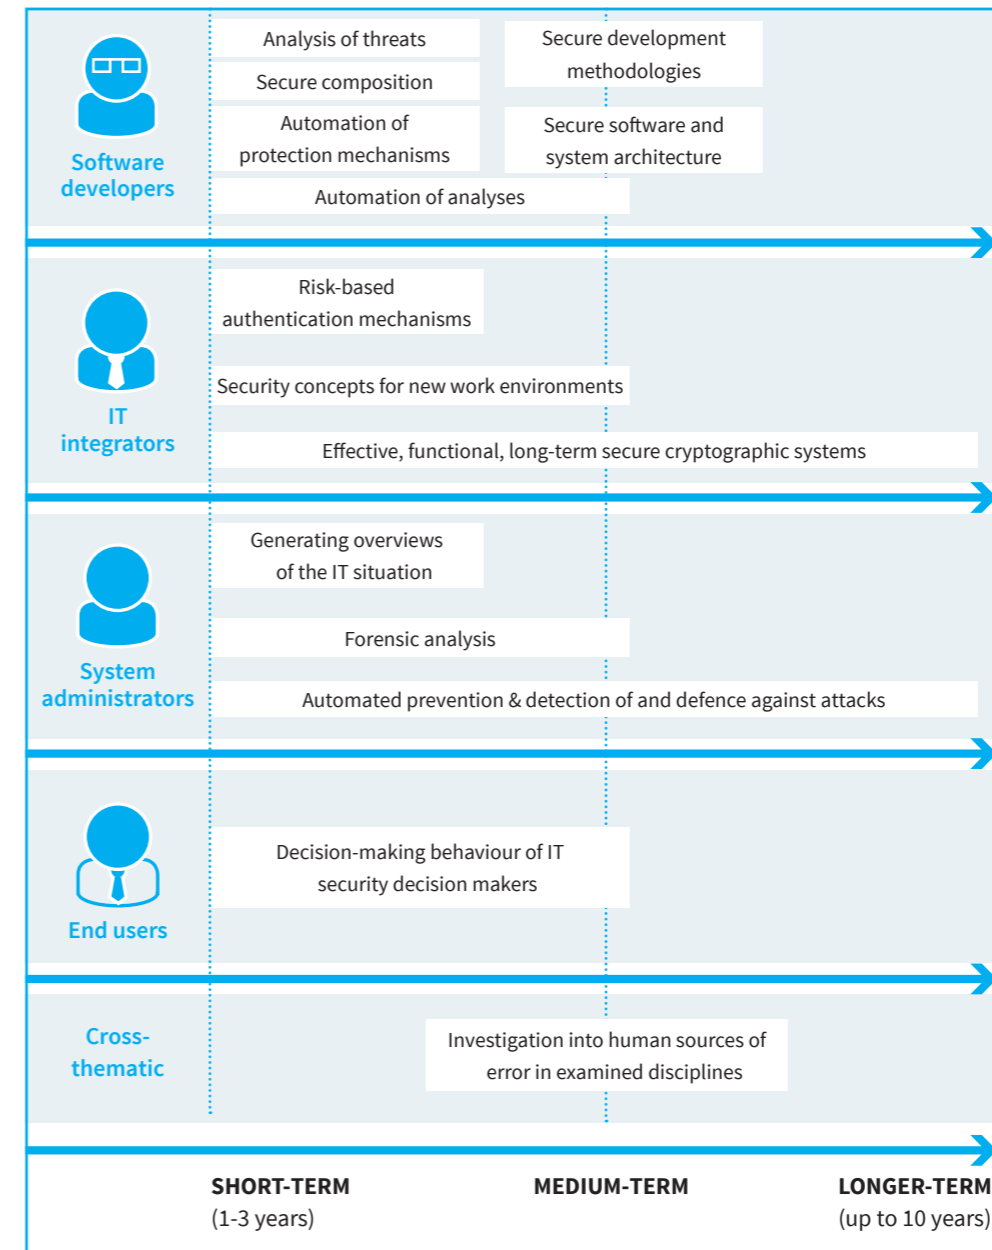 Software
developers
Analysis of threats
Secure composition
Automation of
protection mechanisms
Secure development
methodologies
Secure software and
system architecture
Automation of analyses
IT
integrators
Risk-based
authentication mechanisms
Security concepts for new work environments
Effective, functional, long-term secure cryptographic systems
System
administrators
Generating overviews
of the IT situation
Forensic analysis
Automated prevention & detection of and defence against attacks
End users
Decision-making behaviour of IT
security decision makers
Cross-
thematic
Investigation into human sources of
error in examined disciplines
SHORT-TERM
(1-3 years)
MEDIUM-TERM
LONGER-TERM
(up to 10 years)